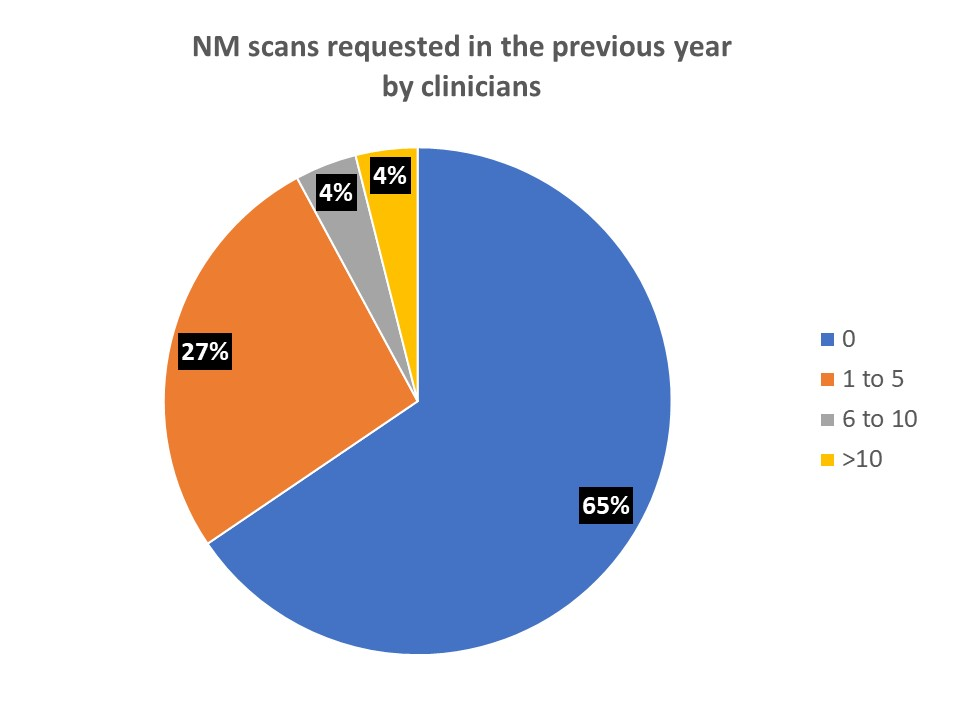 NM scans requested in the previous year
by clinicians
4%
4%
27%
65%
0
1 to 5
6 to 10
>10